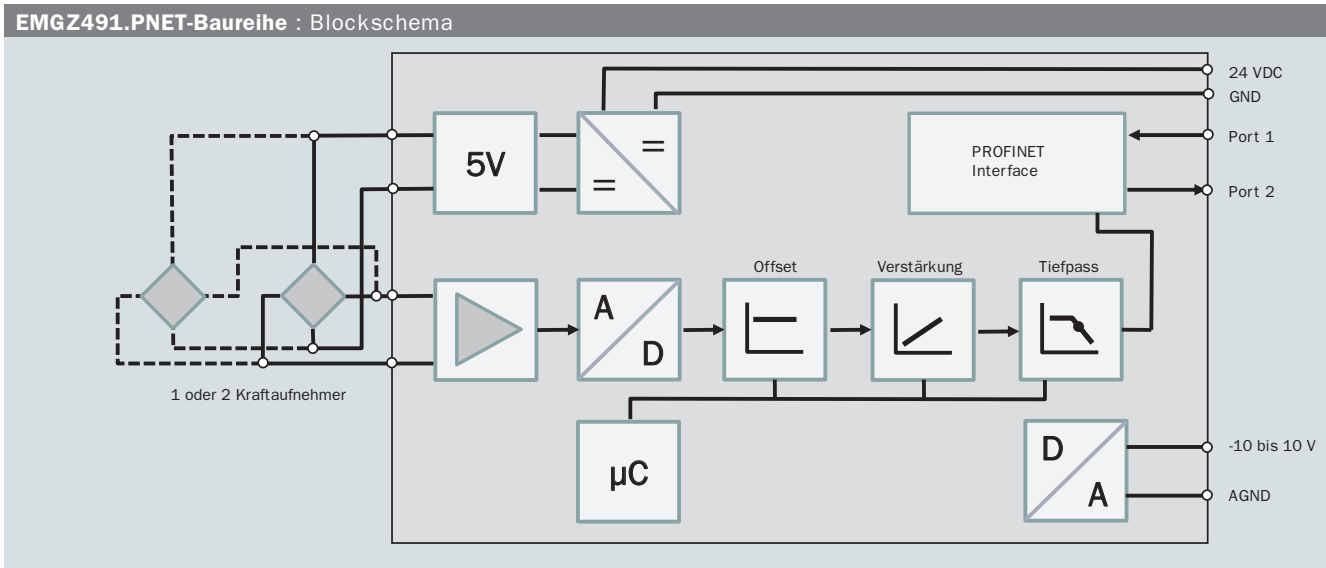 EMGZ491.PNET-Baureihe : Blockschema
24 VDC
GND
Port 1
Port 2
5V
=
=
PROFINET
Interface
Offset
Verstärkung
Tiefpass
A
D
1 oder 2 Kraftaufnehmer
µC
D
A
-10 bis 10 V
AGND